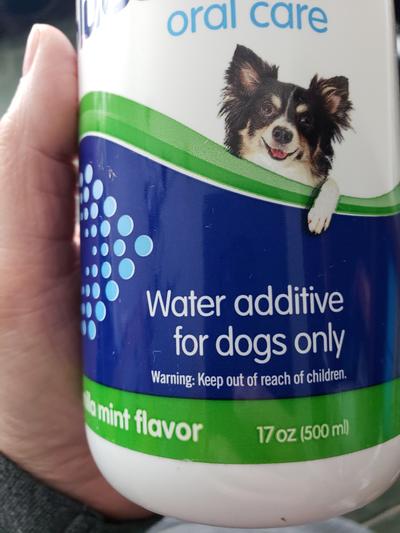 oral care
Water additive
for dogs only
Warning: Keep out of reach of children.
mint flavor
17 oz (500 ml)